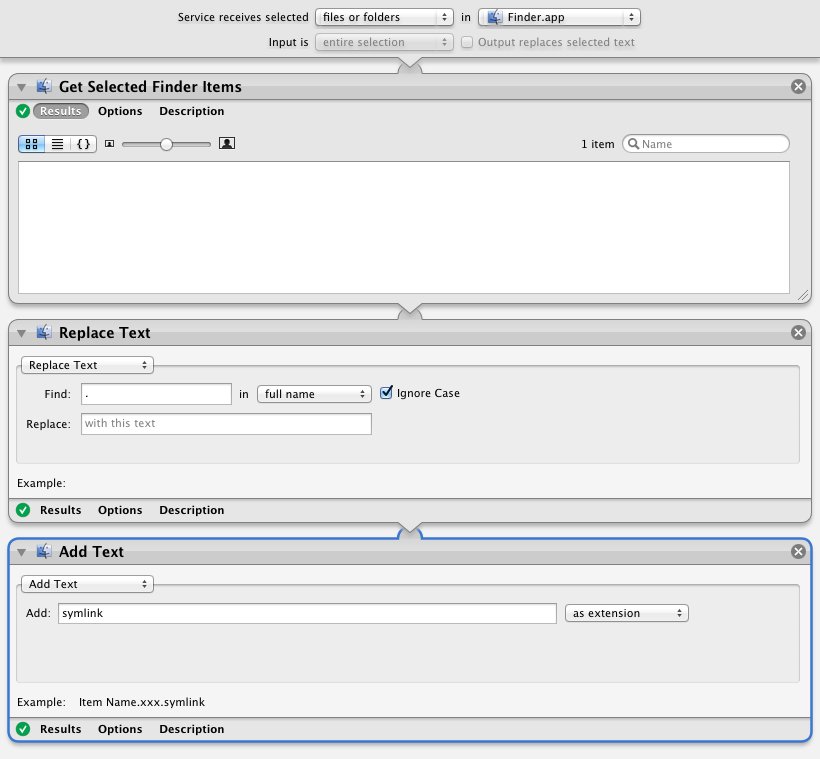 Service receives selected files or folders in Finder.app
Input is entire selection Output replaces selected text
Get Selected Finder Items
Results Options Description
1 item Name
Replace Text
Replace Text
Find: . in full name Ignore Case
Replace: with this text
Example:
Results Options Description
Add Text
Add Text
Add: symlink as extension
Example: Item Name.xxx.symlink
Results Options Description